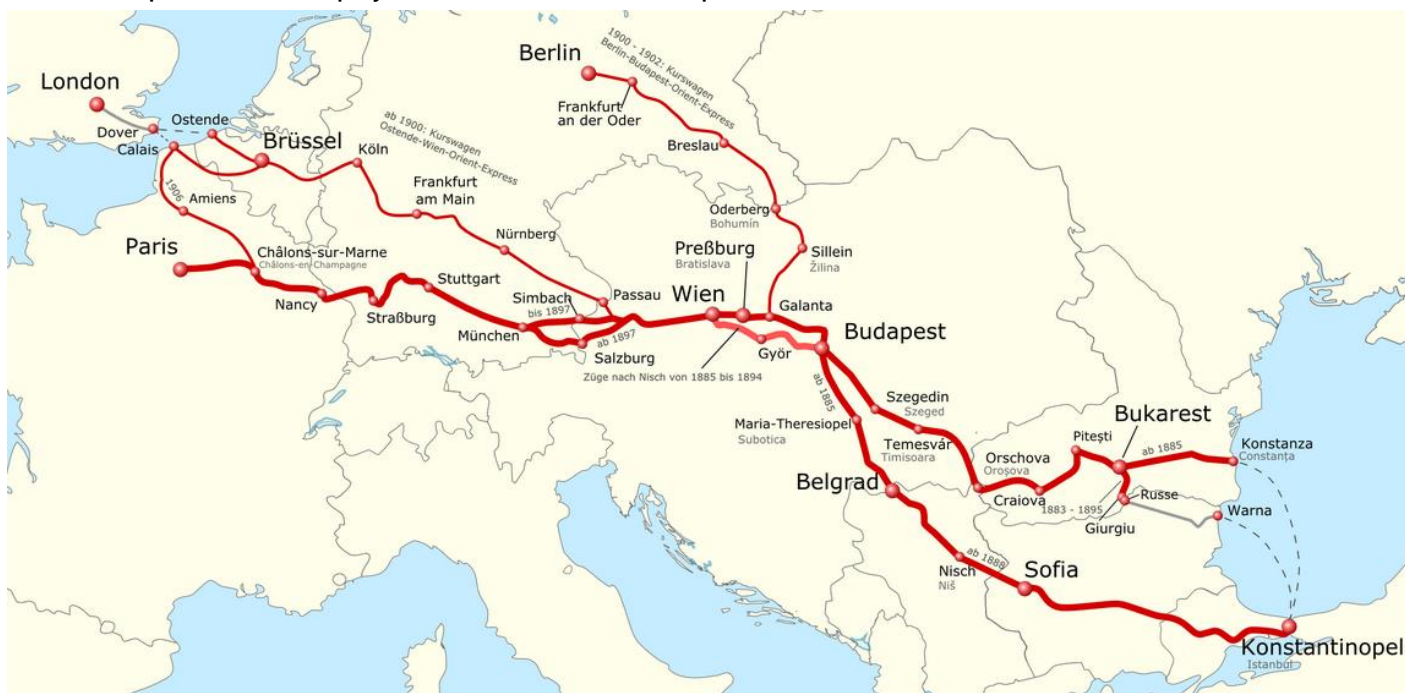 London
Dover
Calais
Ostende
Brüssel
Köln
ab 1900: Kurswagen
Ostende-Wien-Orient-Express
Berlin
Frankfurt
an der Oder
1900 - 1902: Kurswagen
Berlin-Budapest-Orient-Express
Breslau
Oderberg
Bohumín
Sillein
Žilina
1906
Amiens
Frankfurt
am Main
Nürnberg
Paris
Châlons-sur-Marne
Châlons-en-Champagne
Nancy
Straßburg
Stuttgart
München
Simbach
bis 1897
Passau
ab 1897
Salzburg
Wien
Preßburg
Bratislava
Galanta
Györ
Züge nach Nisch von 1885 bis 1894
Budapest
ab 1885
Szegedin
Szeged
Maria-Theresiopel
Subotica
Temesvár
Timisoara
Belgrad
Orschova
Oroșova
Craiova
Pitești
Bukarest
ab 1885
Konstanza
Constanța
1883 - 1895
Giurgiu
Russe
Warna
Nisch
Niš
ab 1888
Sofia
Konstantinopel
Istanbul